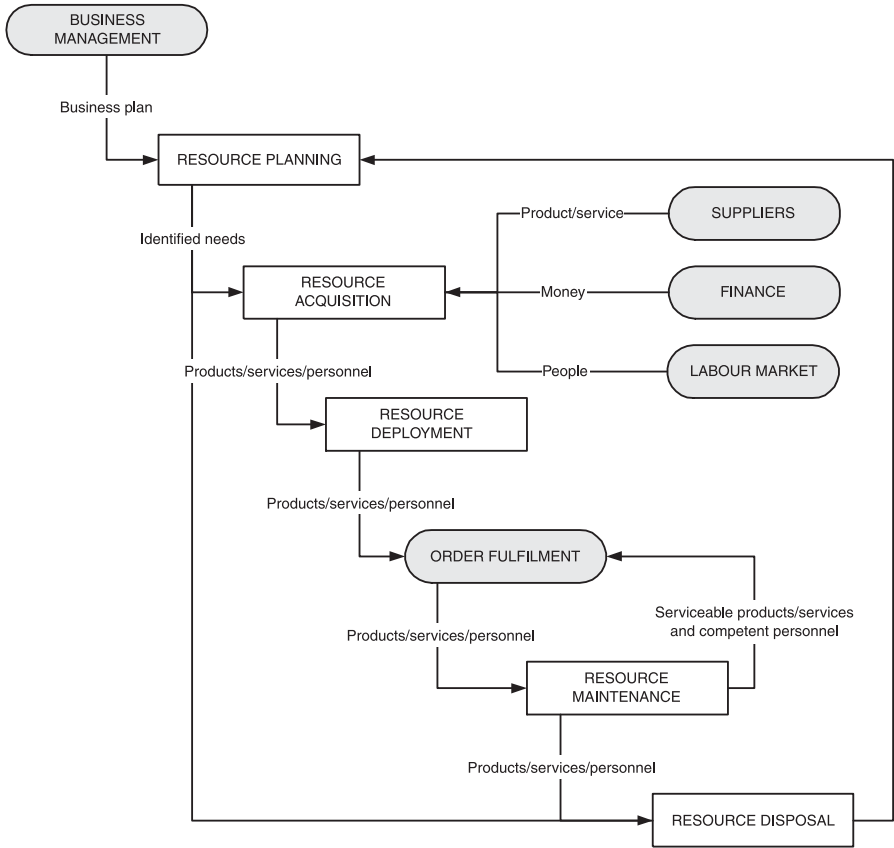 BUSINESS
MANAGEMENT
Business plan
RESOURCE PLANNING
Product/service
SUPPLIERS
Identified needs
RESOURCE
ACQUISITION
Money
FINANCE
Products/services/personnel
People
LABOUR MARKET
RESOURCE
DEPLOYMENT
Products/services/personnel
ORDER FULFILMENT
Serviceable products/services
and competent personnel
Products/services/personnel
RESOURCE
MAINTENANCE
Products/services/personnel
RESOURCE DISPOSAL